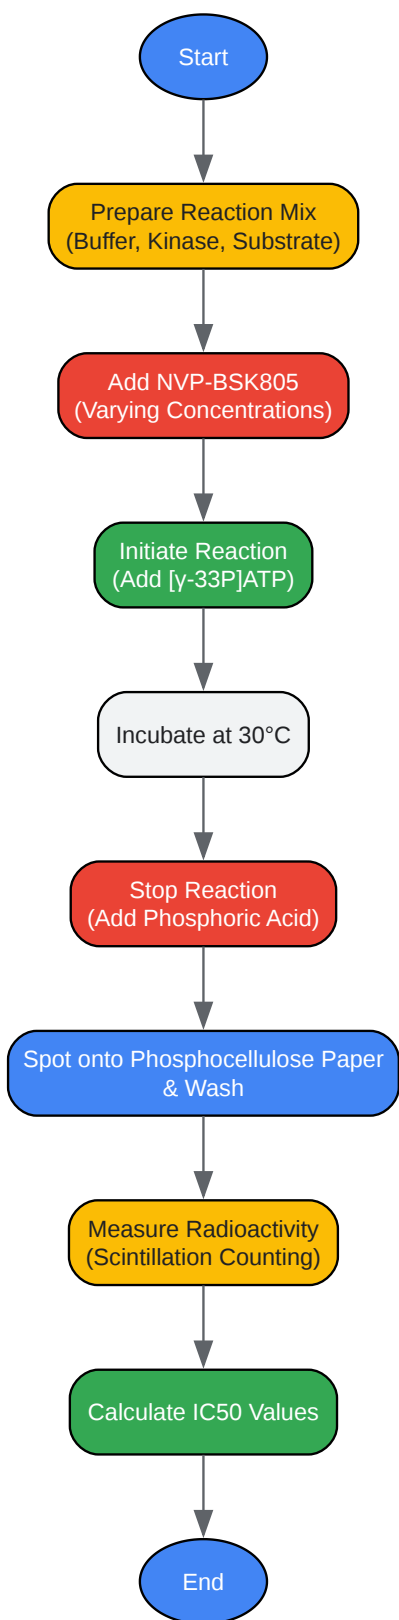 Start
Prepare Reaction Mix
(Buffer, Kinase, Substrate)
Add NVP-BSK805
(Varying Concentrations)
Initiate Reaction
(Add [γ-33P]ATP)
Incubate at 30°C
Stop Reaction
(Add Phosphoric Acid)
Spot onto Phosphocellulose Paper
& Wash
Measure Radioactivity
(Scintillation Counting)
Calculate IC50 Values
End